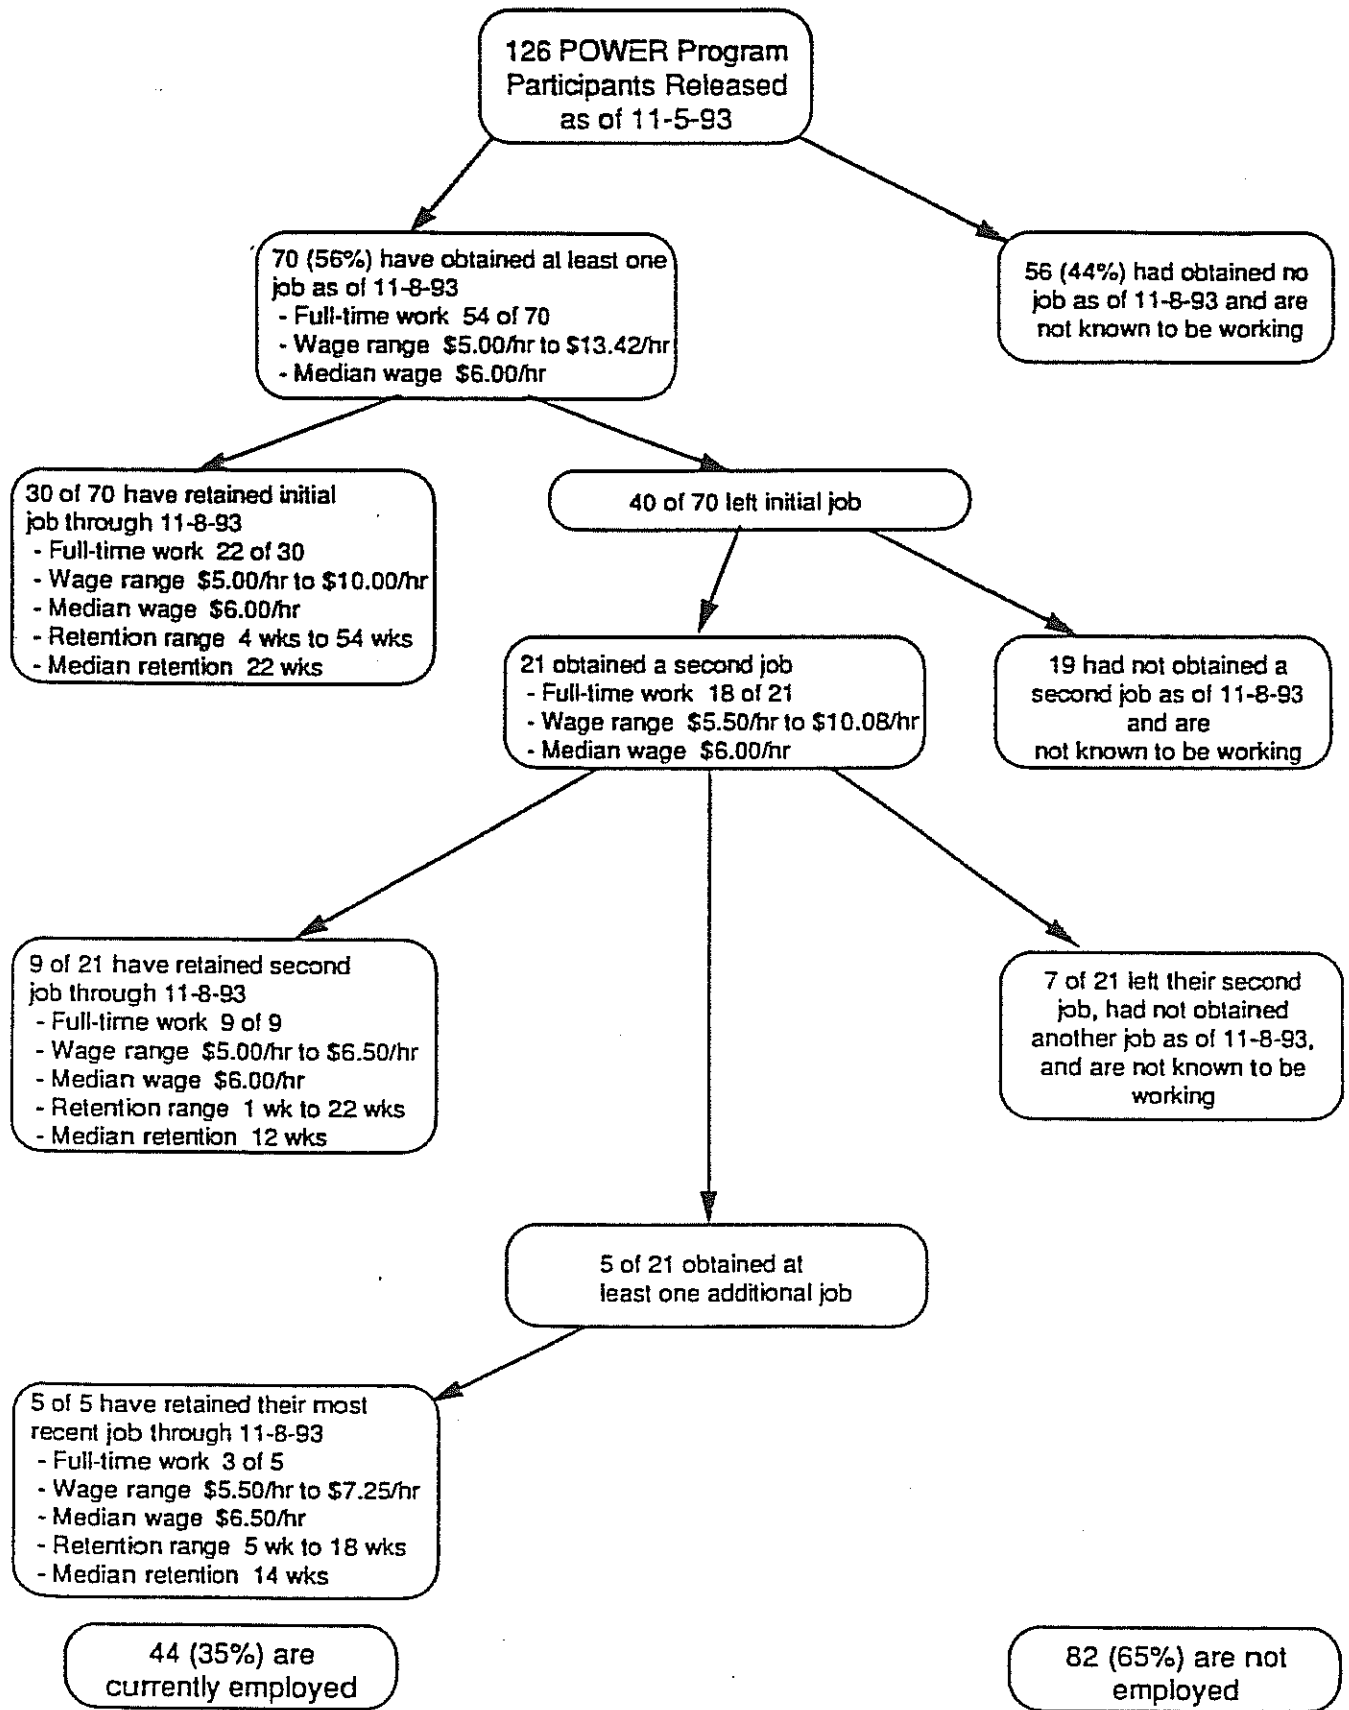 126 POWER Program
Participants Released
as of 11-5-93
70 (56%) have obtained at least one
job as of 11-8-93
- Full-time work 54 of 70
- Wage range $5.00/hr to $13.42/hr
- Median wage $6.00/hr
56 (44%) had obtained no
job as of 11-8-93 and are
not known to be working
30 of 70 have retained initial
job through 11-8-93
- Full-time work 22 of 30
- Wage range $5.00/hr to $10.00/hr
- Median wage $6.00/hr
- Retention range 4 wks to 54 wks
- Median retention 22 wks
40 of 70 left initial job
21 obtained a second job
- Full-time work 18 of 21
- Wage range $5.50/hr to $10.08/hr
- Median wage $6.00/hr
19 had not obtained a
second job as of 11-8-93
and are
not known to be working
9 of 21 have retained second
job through 11-8-93
- Full-time work 9 of 9
- Wage range $5.00/hr to $6.50/hr
- Median wage $6.00/hr
- Retention range 1 wk to 22 wks
- Median retention 12 wks
7 of 21 left their second
job, had not obtained
another job as of 11-8-93,
and are not known to be
working
5 of 21 obtained at
least one additional job
5 of 5 have retained their most
recent job through 11-8-93
- Full-time work 3 of 5
- Wage range $5.50/hr to $7.25/hr
- Median wage $6.50/hr
- Retention range 5 wk to 18 wks
- Median retention 14 wks
44 (35%) are
currently employed
82 (65%) are not
employed